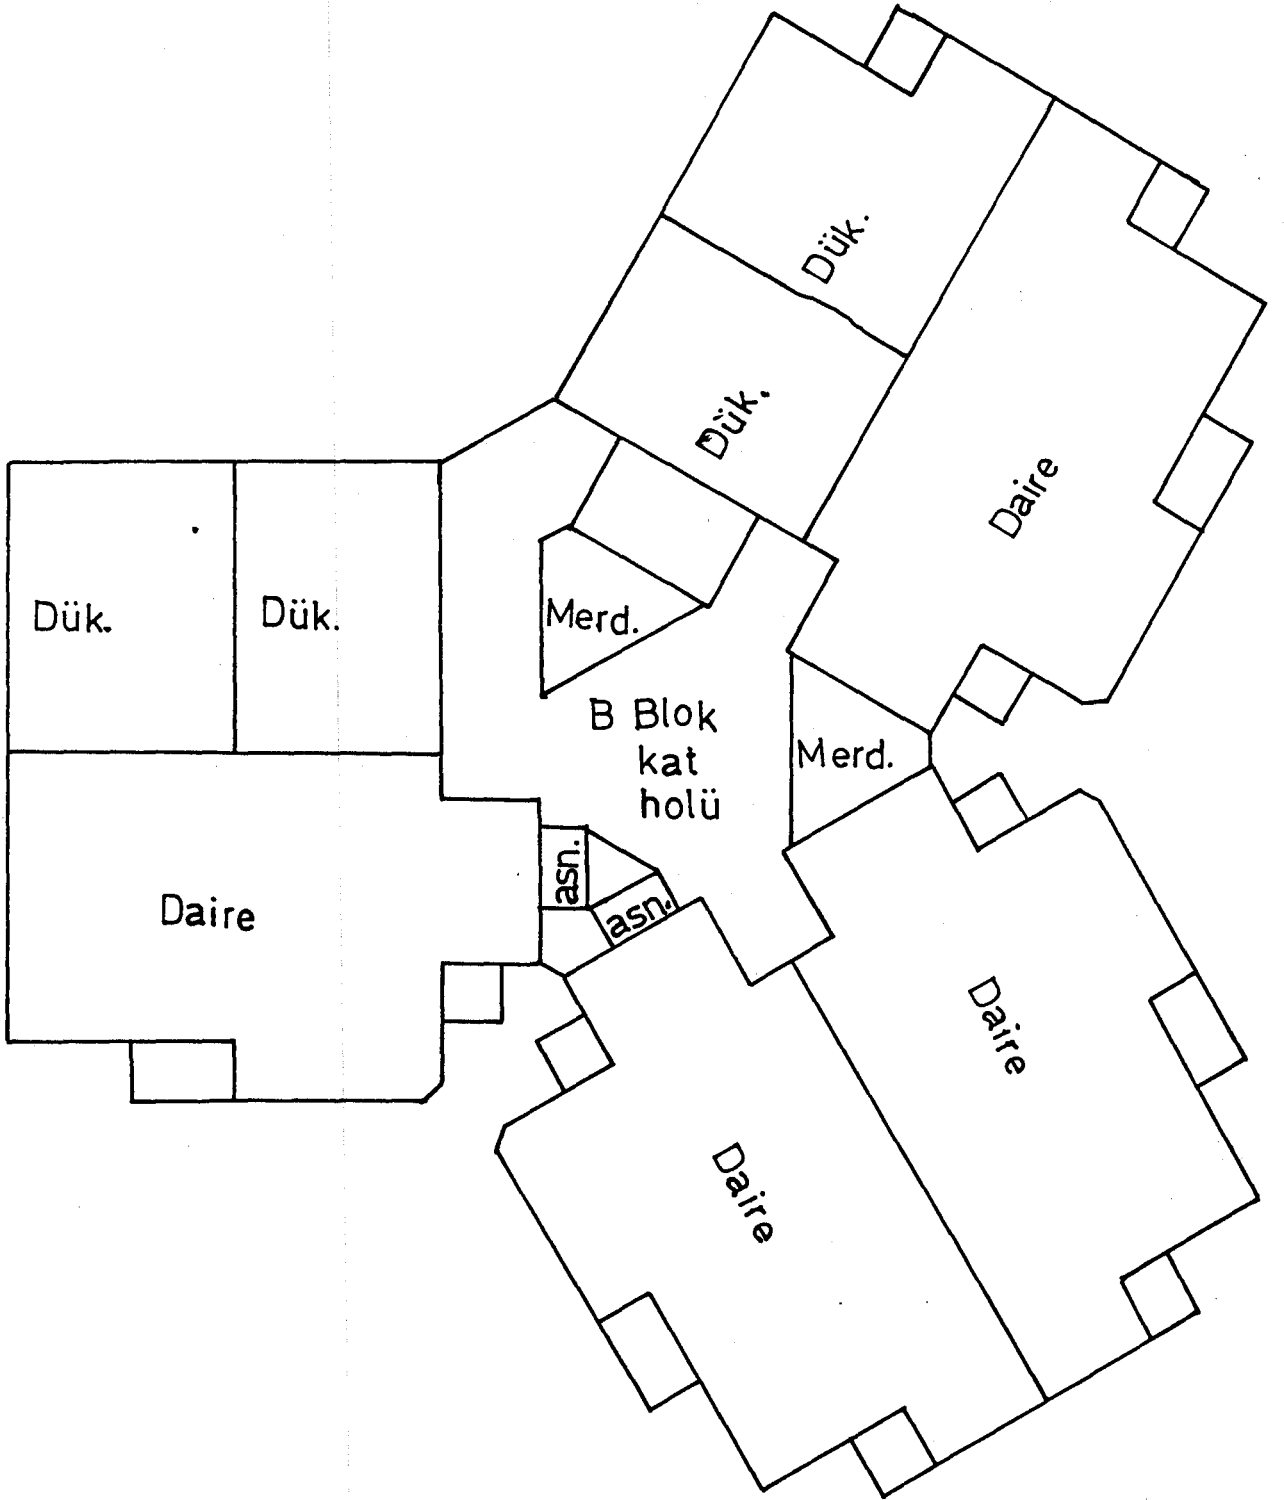 Dük.
Dük.
Daire
Dük.
Dük.
Merd.
B Blok
kat
holü
Merd.
asn.
asn.
Daire
Daire
Daire